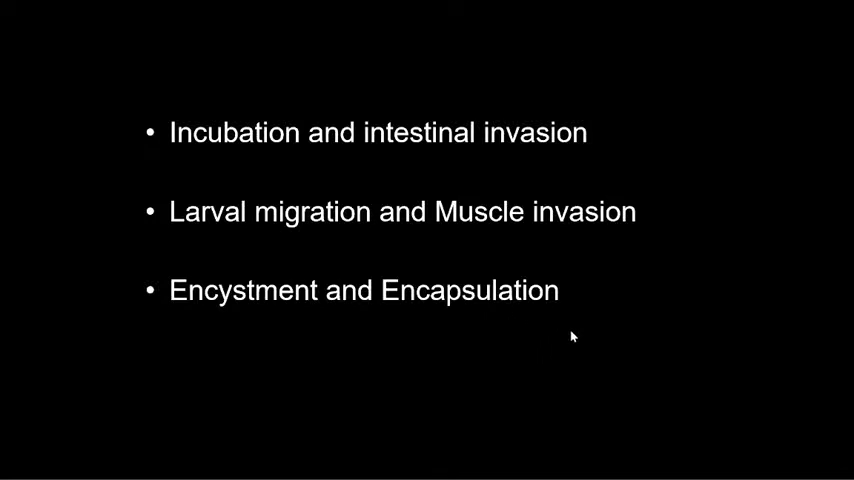 • Incubation and intestinal invasion
• Larval migration and Muscle invasion
• Encystment and Encapsulation